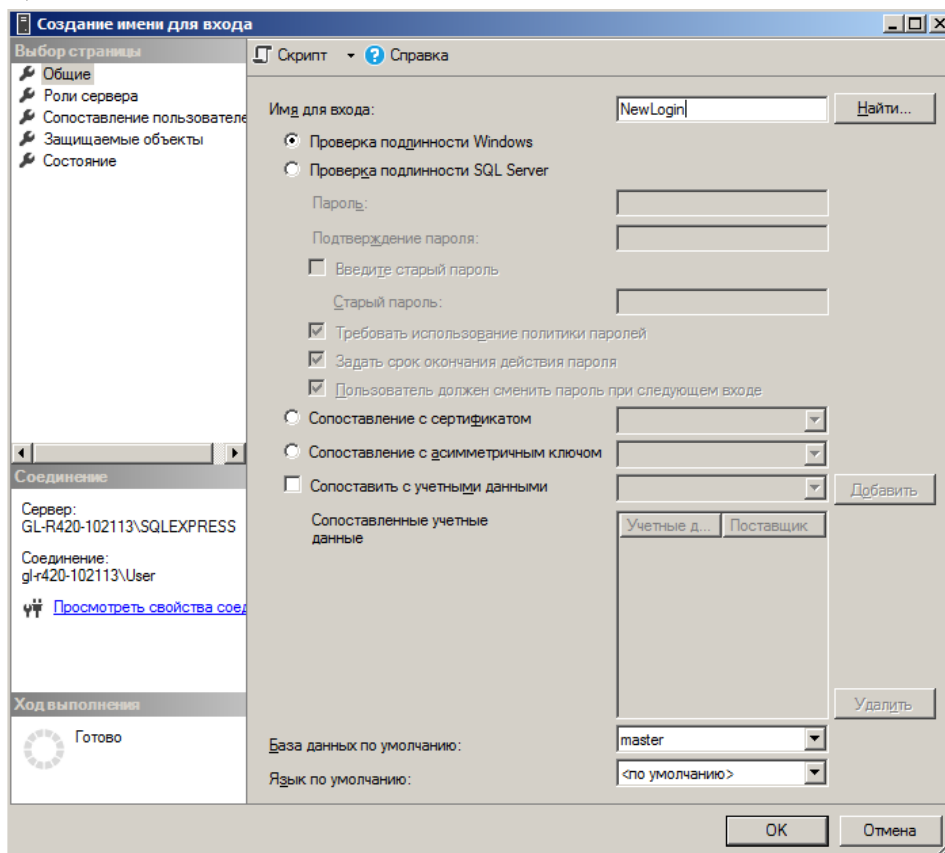 Создание имени для входа
Выбор страницы
Общие
Роли сервера
Сопоставление пользователе
Защищаемые объекты
Состояние
Скрипт
Справка
Имя для входа:
NewLogin
Найти...
Проверка подлинности Windows
Проверка подлинности SQL Server
Пароль:
Подтверждение пароля:
Введите старый пароль
Старый пароль:
Требовать использование политики паролей
Задать срок окончания действия пароля
Пользователь должен сменить пароль при следующем входе
Сопоставление с сертификатом
Сопоставление с асимметричным ключом
Сопоставить с учетными данными
Добавить
Сопоставленные учетные
данные
Учетные д...
Поставщик
Удалить
База данных по умолчанию:
master
Язык по умолчанию:
<по умолчанию>
Соединение
Сервер:
GL-R420-102113\SQLEXPRESS
Соединение:
gl-r420-102113\User
Просмотреть свойства соед
Ход выполнения
Готово
OK
Отмена